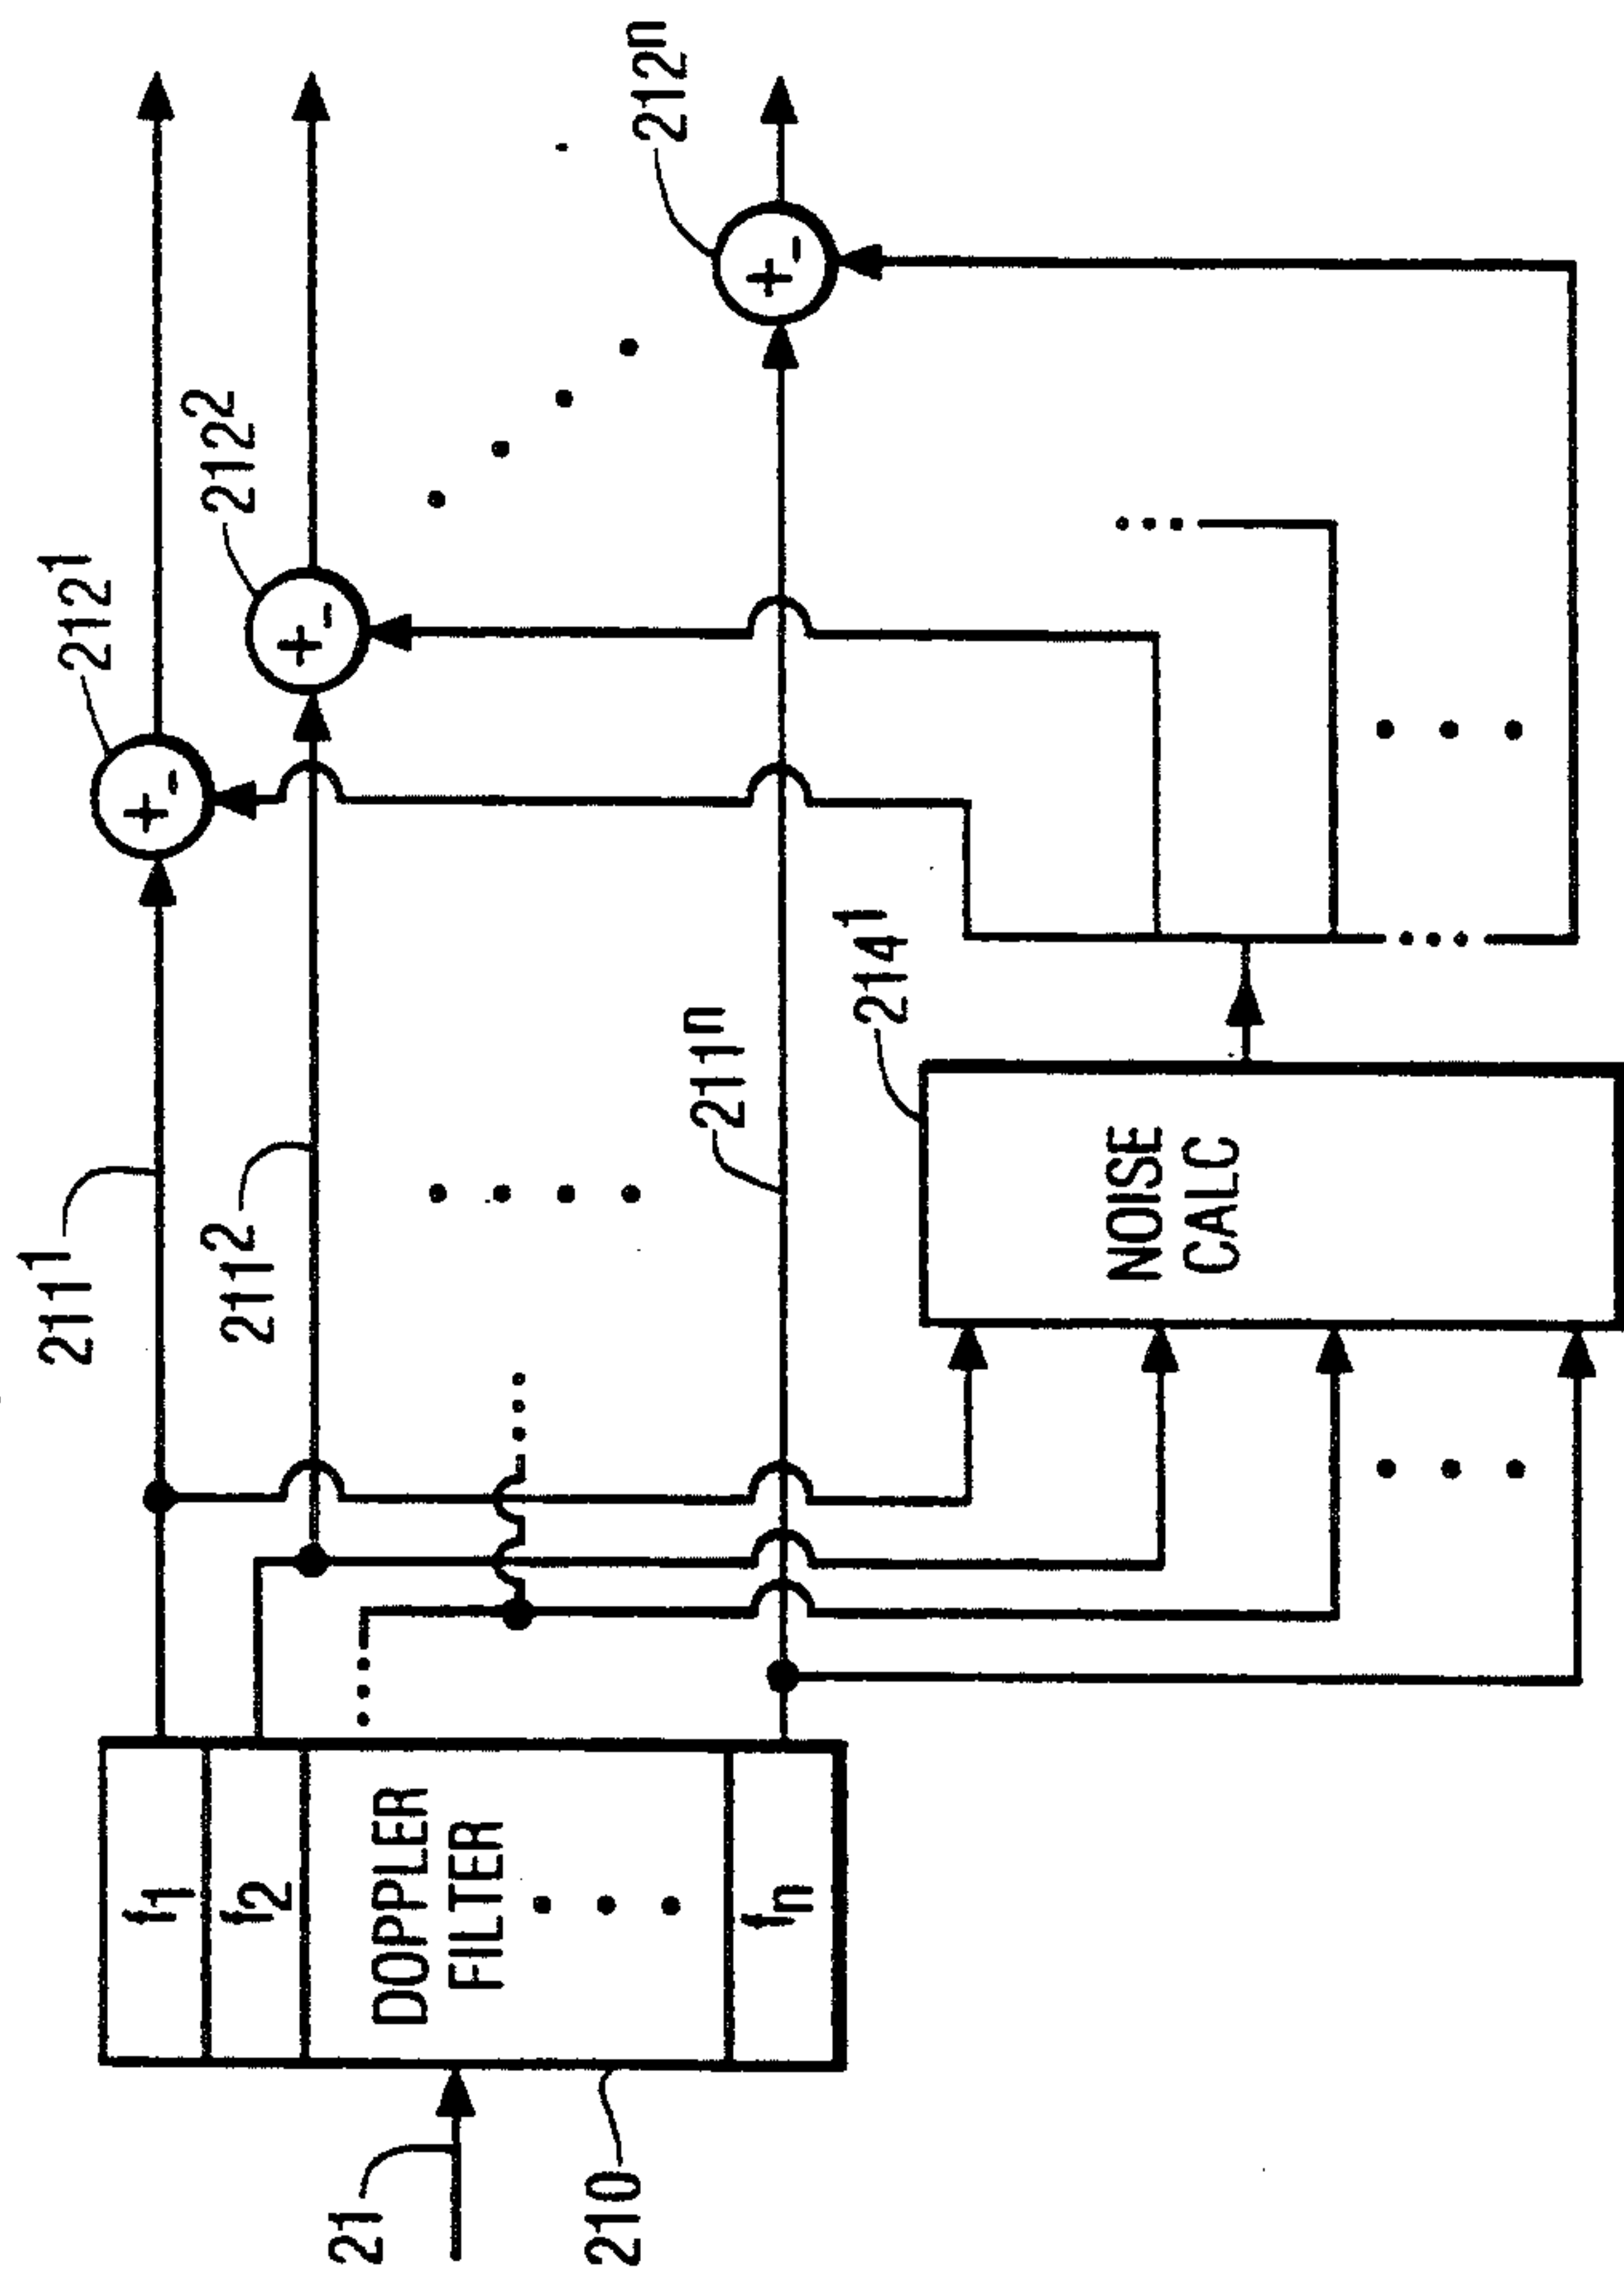 211¹
212¹
211²
212²
f₁
f₂
DOPPLER
FILTER
fₙ
21
210
211ⁿ
212ⁿ
214¹
NOISE
CALC
+ -
+ -
+ -